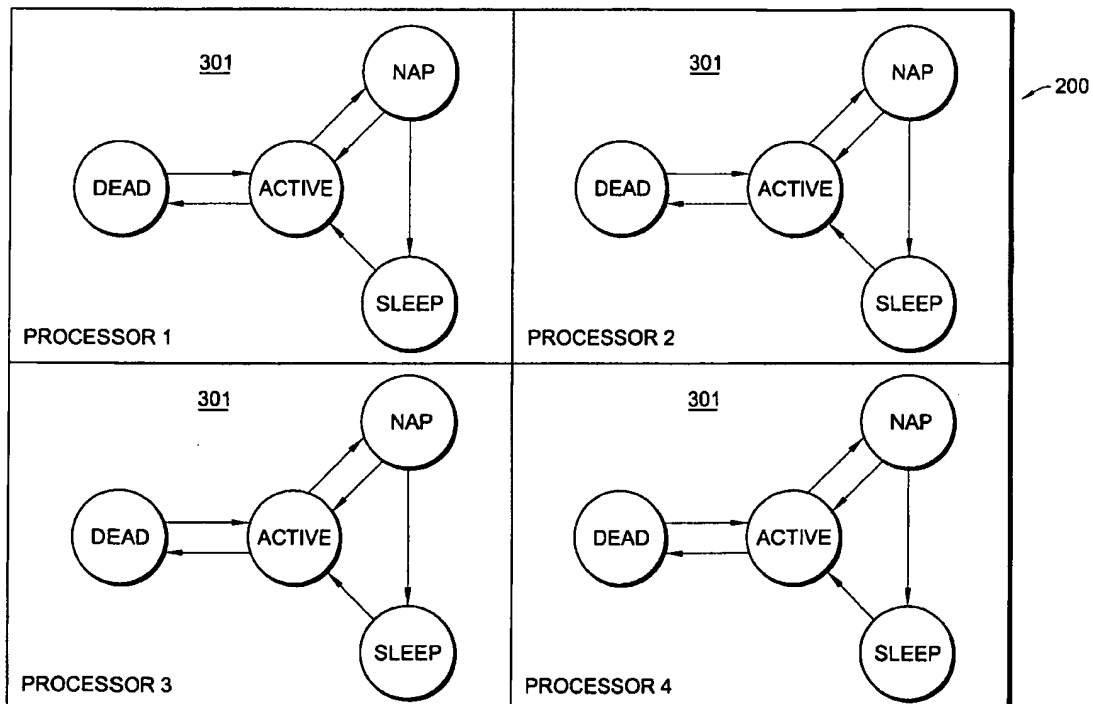 301
NAP
DEAD
ACTIVE
SLEEP
PROCESSOR 1
301
NAP
DEAD
ACTIVE
SLEEP
PROCESSOR 2
200
301
NAP
DEAD
ACTIVE
SLEEP
PROCESSOR 3
301
NAP
DEAD
ACTIVE
SLEEP
PROCESSOR 4